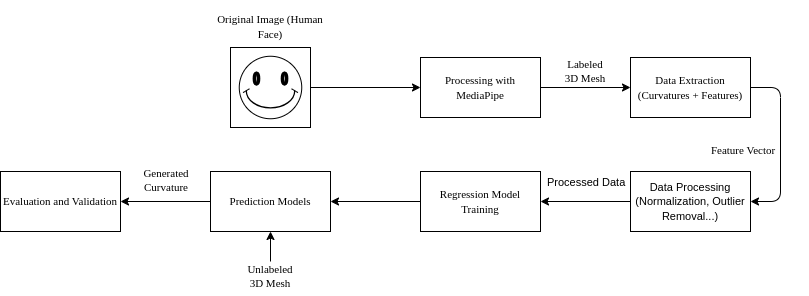 Original Image (Human
Face)
Processing with
MediaPipe
Labeled
3D Mesh
Data Extraction
(Curvatures + Features)
Feature Vector
Data Processing
(Normalization, Outlier
Removal...)
Processed Data
Regression Model
Training
Prediction Models
Unlabeled
3D Mesh
Generated
Curvature
Evaluation and Validation